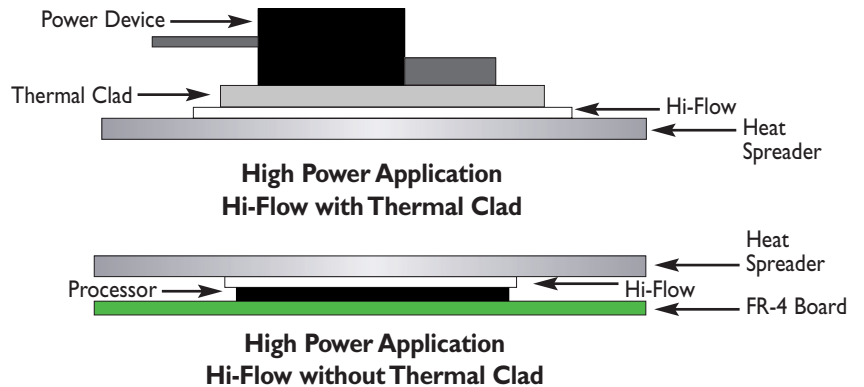 Power Device
Thermal Clad
Hi-Flow
Heat
Spreader
High Power Application
Hi-Flow with Thermal Clad
Heat
Spreader
Processor
Hi-Flow
FR-4 Board
High Power Application
Hi-Flow without Thermal Clad